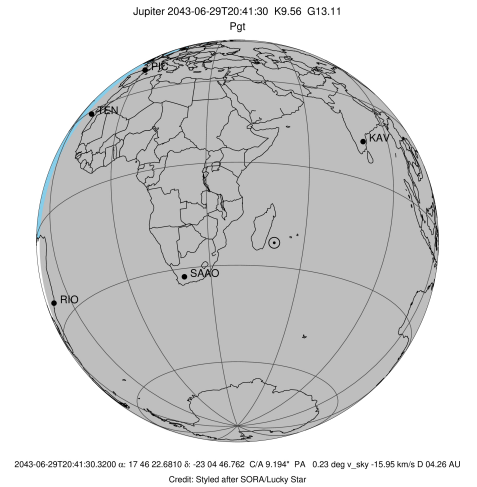 Jupiter 2043-06-29T20:41:30 K9.56 G13.11
Pgt
PIC
TEN
KAV
SAAO
RIO
2043-06-29T20:41:30.3200 α: 17 46 22.6810 δ: -23 04 46.762 C/A 9.194" PA 0.23 deg v_sky -15.95 km/s D 04.26 AU
Credit: Styled after SORA/Lucky Star